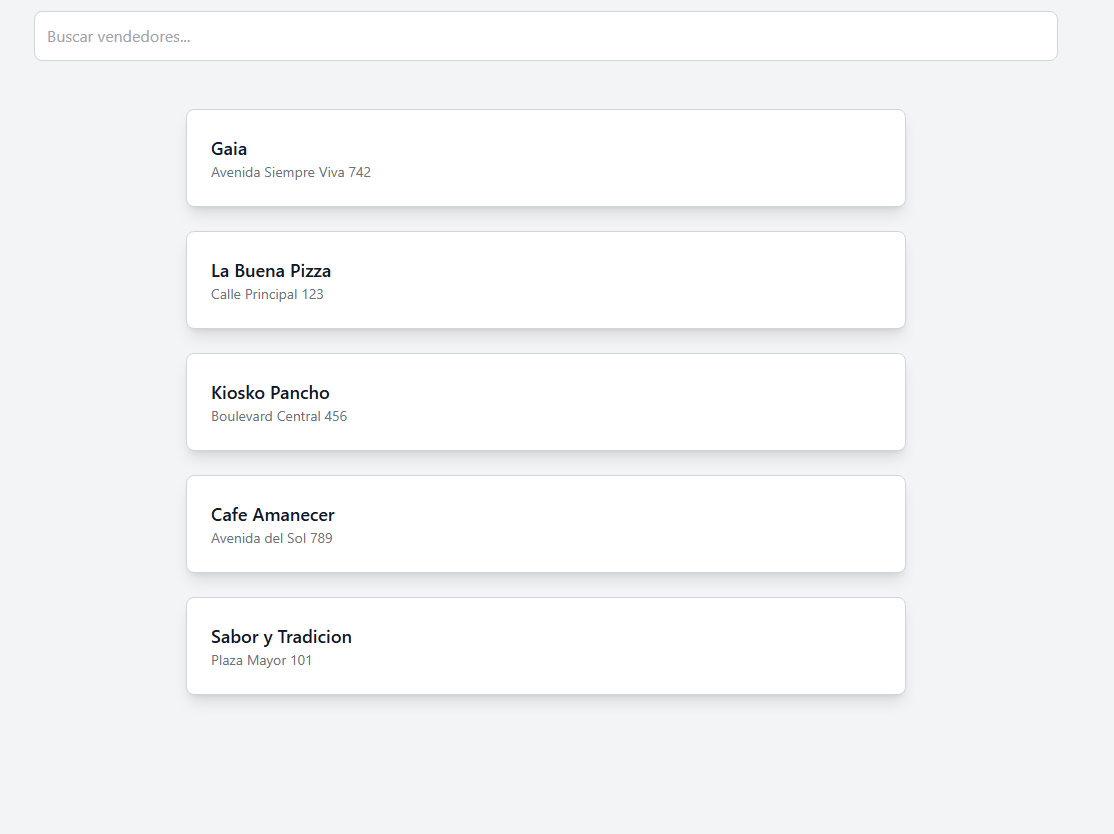 Buscar vendedores...
Gaia
Avenida Siempre Viva 742
La Buena Pizza
Calle Principal 123
Kiosko Pancho
Boulevard Central 456
Cafe Amanecer
Avenida del Sol 789
Sabor y Tradicion
Plaza Mayor 101